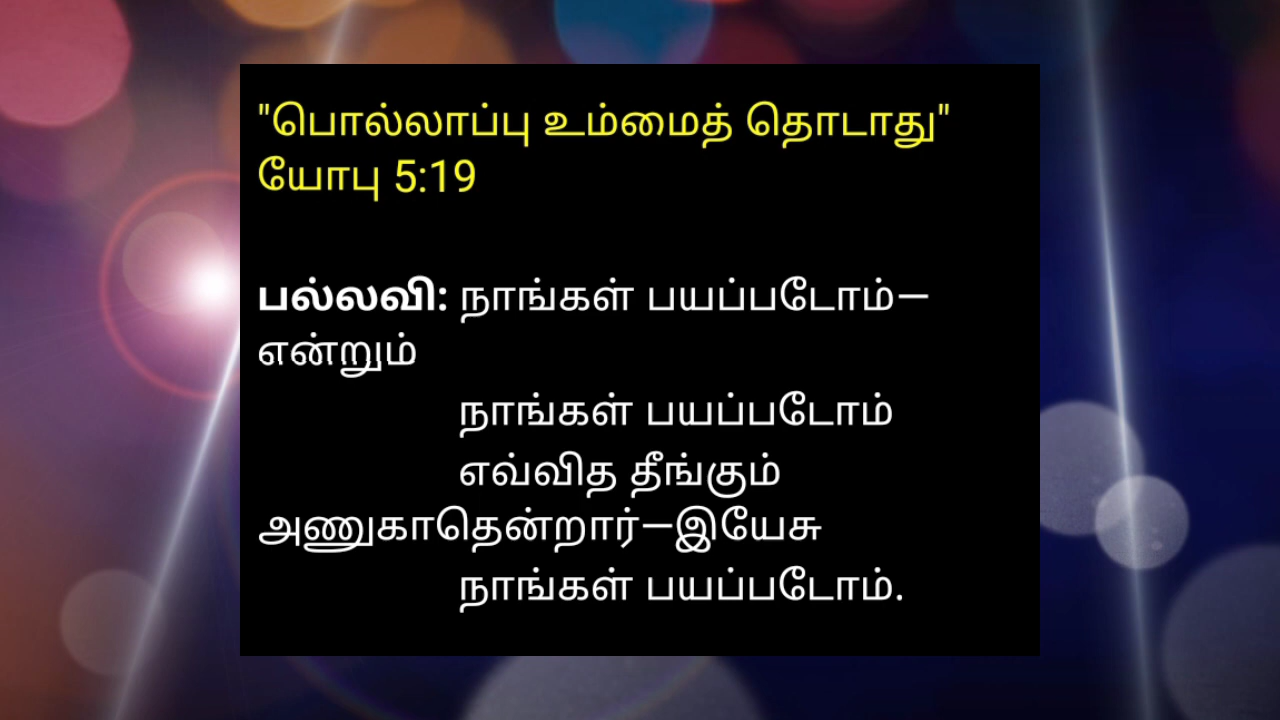 "பொல்லாப்பு உம்மைத் தொடாது"
யோபு 5:19
பல்லவி: நாங்கள் பயப்படோம்—
என்றும்
நாங்கள் பயப்படோம்
எவ்வித தீங்கும்
அணுகாதென்றார்—இயேசு
நாங்கள் பயப்படோம்.